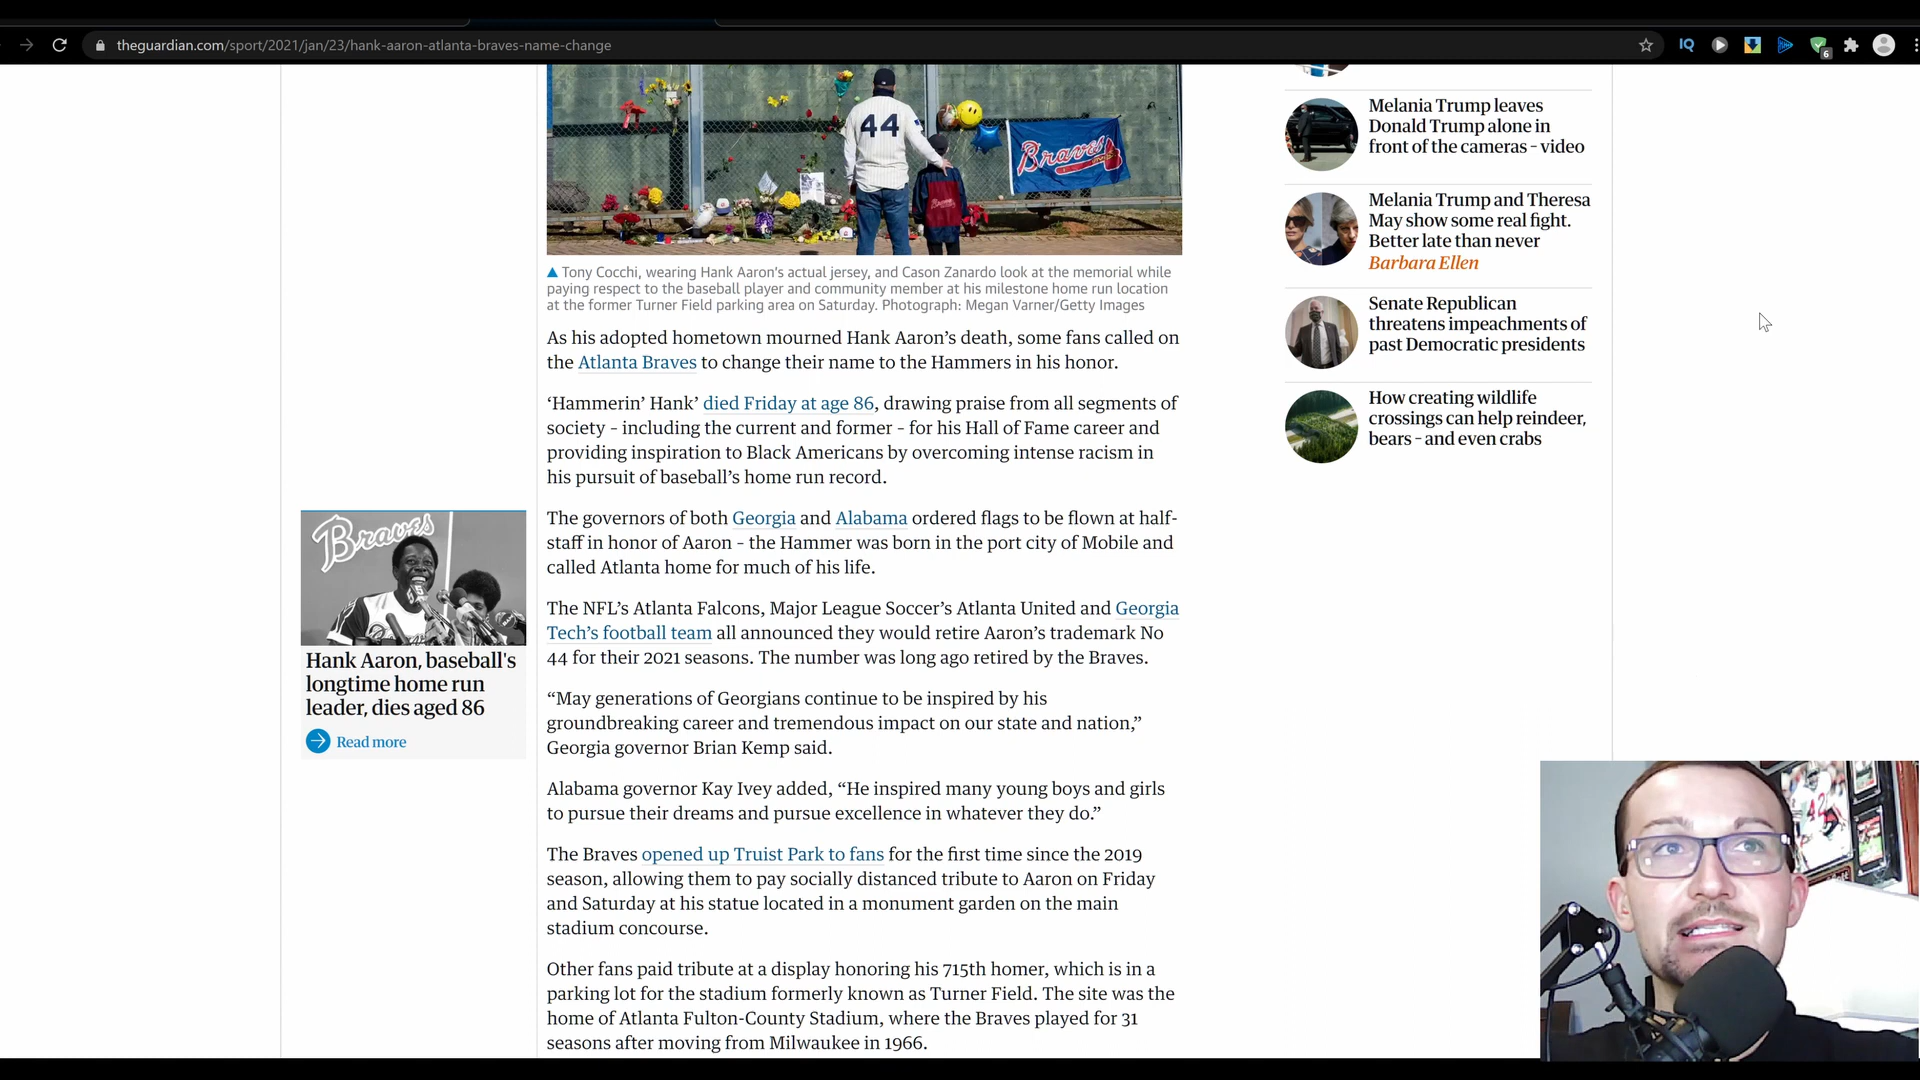 theguardian.com/sport/2021/jan/23/hank-aaron-atlanta-braves-name-change
IQ
6
44
Braves
▲ Tony Cocchi, wearing Hank Aaron's actual jersey, and Cason Zanardo look at the memorial while
paying respect to the baseball player and community member at his milestone home run location
at the former Turner Field parking area on Saturday. Photograph: Megan Varner/Getty Images
As his adopted hometown mourned Hank Aaron’s death, some fans called on
the Atlanta Braves to change their name to the Hammers in his honor.
‘Hammerin’ Hank’ died Friday at age 86, drawing praise from all segments of
society – including the current and former – for his Hall of Fame career and
providing inspiration to Black Americans by overcoming intense racism in
his pursuit of baseball’s home run record.
The governors of both Georgia and Alabama ordered flags to be flown at half-
staff in honor of Aaron – the Hammer was born in the port city of Mobile and
called Atlanta home for much of his life.
The NFL’s Atlanta Falcons, Major League Soccer’s Atlanta United and Georgia
Tech’s football team all announced they would retire Aaron’s trademark No
44 for their 2021 seasons. The number was long ago retired by the Braves.
“May generations of Georgians continue to be inspired by his
groundbreaking career and tremendous impact on our state and nation,”
Georgia governor Brian Kemp said.
Alabama governor Kay Ivey added, “He inspired many young boys and girls
to pursue their dreams and pursue excellence in whatever they do.”
The Braves opened up Truist Park to fans for the first time since the 2019
season, allowing them to pay socially distanced tribute to Aaron on Friday
and Saturday at his statue located in a monument garden on the main
stadium concourse.
Other fans paid tribute at a display honoring his 715th homer, which is in a
parking lot for the stadium formerly known as Turner Field. The site was the
home of Atlanta Fulton-County Stadium, where the Braves played for 31
seasons after moving from Milwaukee in 1966.
Braves
Hank Aaron, baseball's
longtime home run
leader, dies aged 86
Read more
Melania Trump leaves
Donald Trump alone in
front of the cameras – video
Melania Trump and Theresa
May show some real fight.
Better late than never
Barbara Ellen
Senate Republican
threatens impeachments of
past Democratic presidents
How creating wildlife
crossings can help reindeer,
bears – and even crabs